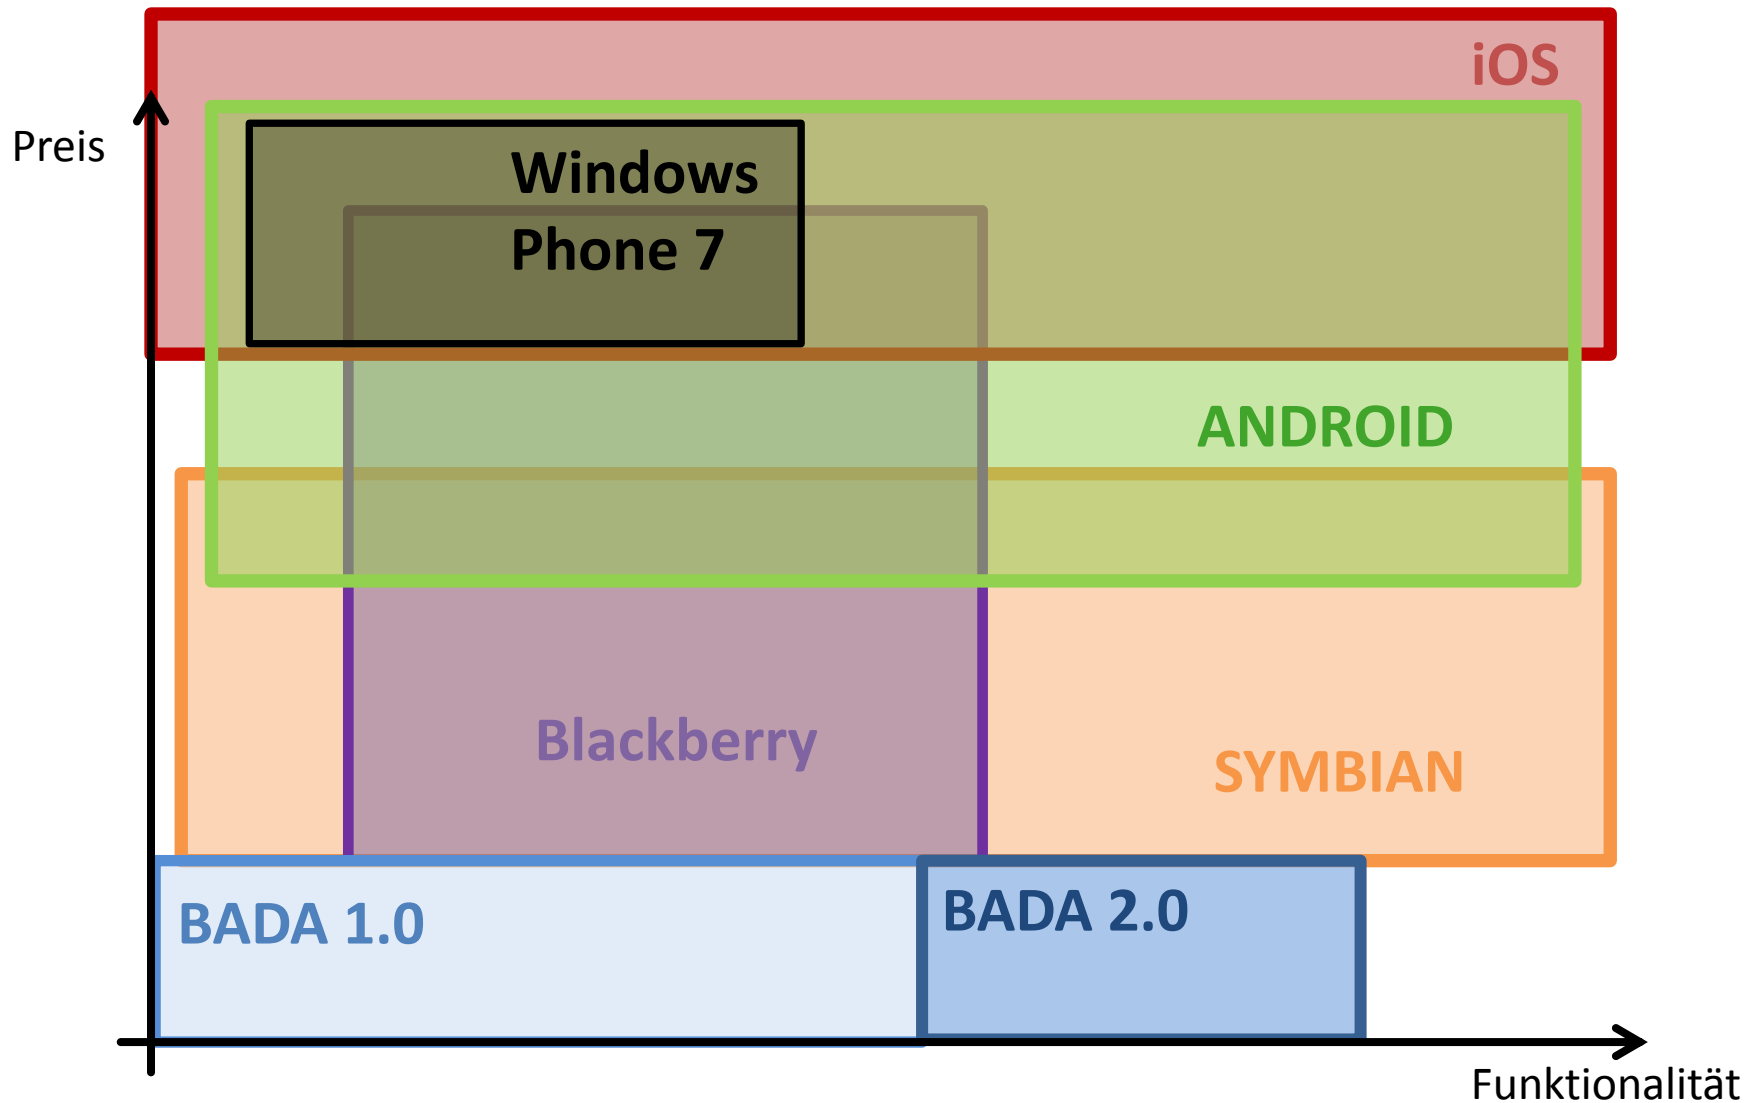 iOS
Preis
Windows
Phone 7
ANDROID
Blackberry
SYMBIAN
BADA 1.0
BADA 2.0
Funktionalität